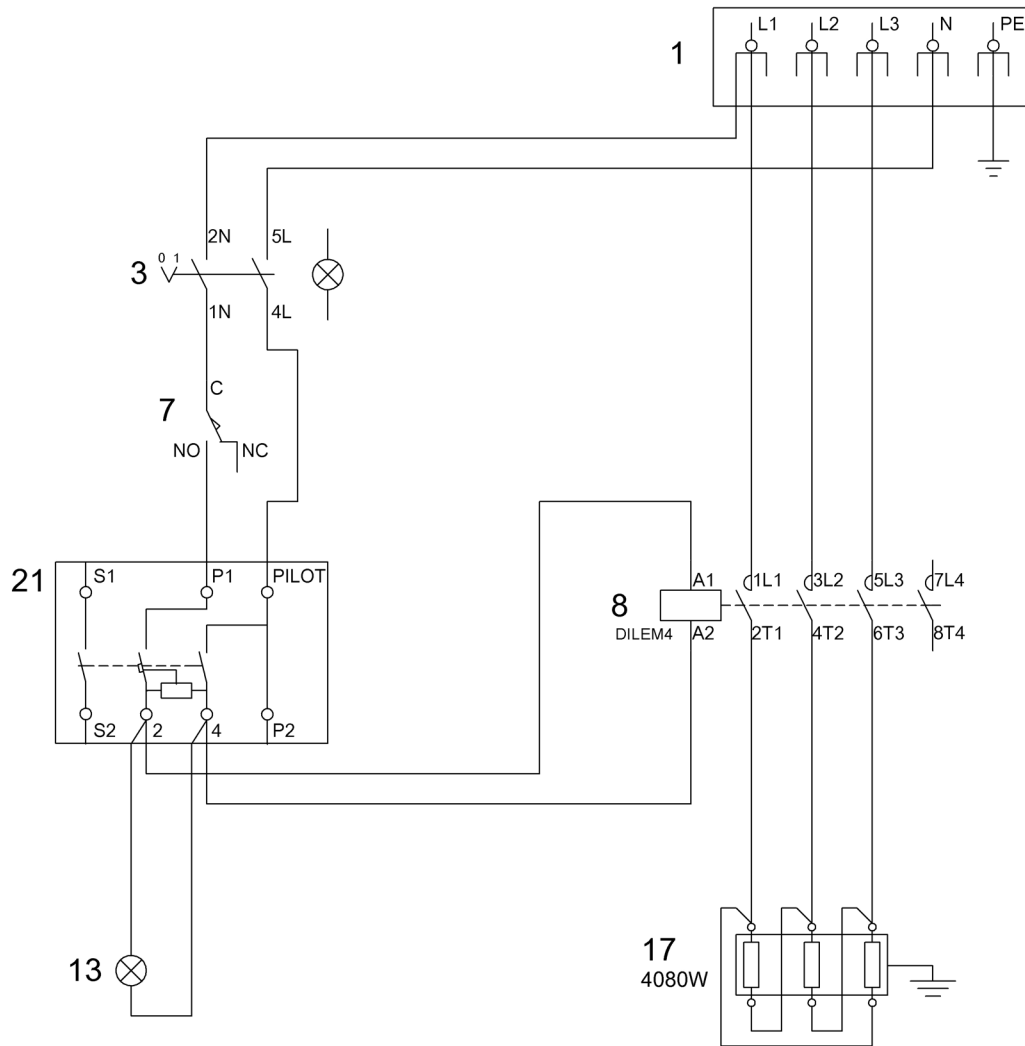 L1 L2 L3 N PE
1
2N 5L
0 1
3
1N 4L
C
7
NO NC
21
S1 P1 PILOT
A1 1L1 3L2 5L3 7L4
8
DILEM4 A2 2T1 4T2 6T3 8T4
S2 2 4 P2
17
4080W
13